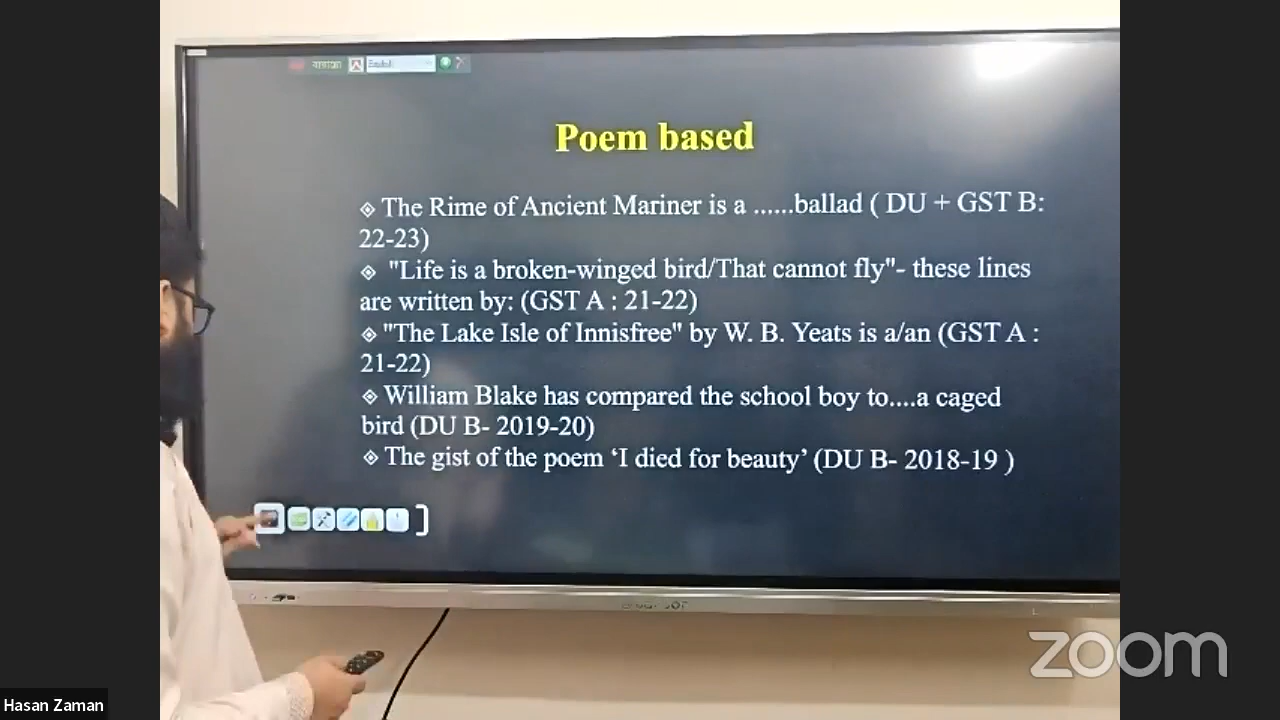 বাংলা
English
Poem based
The Rime of Ancient Mariner is a ......ballad ( DU + GST B:
22-23)
"Life is a broken-winged bird/That cannot fly"- these lines
are written by: (GST A : 21-22)
"The Lake Isle of Innisfree" by W. B. Yeats is a/an (GST A :
21-22)
William Blake has compared the school boy to....a caged
bird (DU B- 2019-20)
The gist of the poem ‘I died for beauty’ (DU B- 2018-19 )
zoom
Hasan Zaman